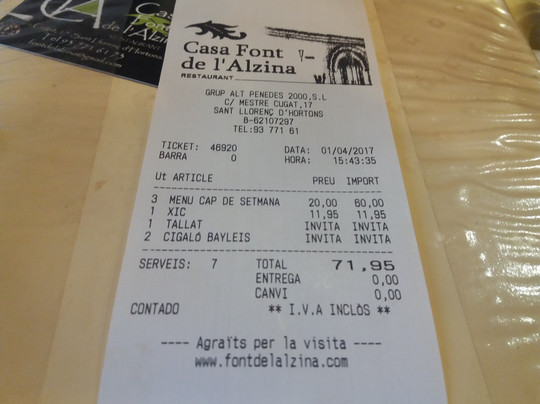 Casa Font
de l'Alzina
RESTAURANT
GRUP ALT PENEDES 2000,S.L
C/ MESTRE CUGAT,17
SANT LLORENÇ D'HORTONS
B-62107297
TEL:93 771 61
TICKET: 46920 DATA: 01/04/2017
BARRA 0 HORA: 15:43:35
Ut ARTICLE PREU IMPORT
3 MENU CAP DE SETMANA 20,00 60,00
1 XIC 11,95 11,95
1 TALLAT INVITA INVITA
2 CIGALÓ BAYLEIS INVITA INVITA
SERVEIS: 7 TOTAL 71,95
ENTREGA 0,00
CANVI 0,00
CONTADO ** I.V.A INCLÒS **
---- Agraïts per la visita ----
www.fontdelalzina.com